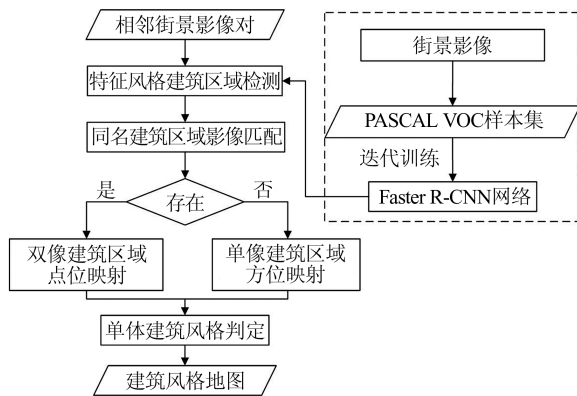 相邻街景影像对
特征风格建筑区域检测
同名建筑区域影像匹配
存在
是
否
双像建筑区域
点位映射
单像建筑区域
方位映射
单体建筑风格判定
建筑风格地图
街景影像
PASCAL VOC样本集
迭代训练
Faster R-CNN网络